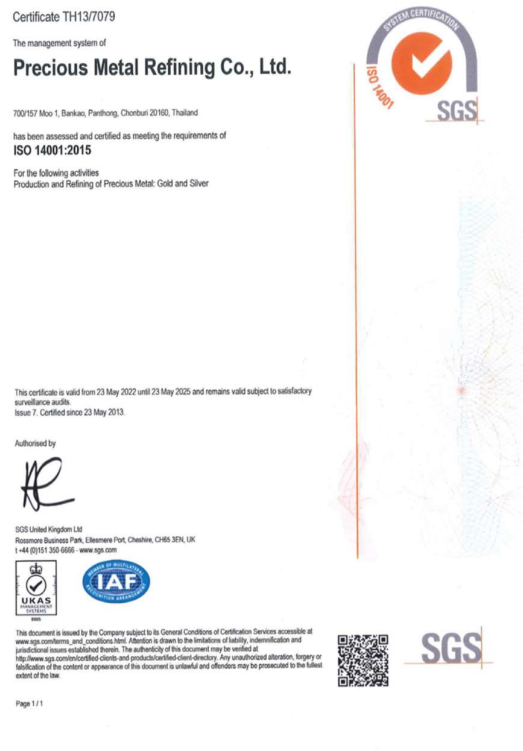 Certificate TH13/7079
The management system of
Precious Metal Refining Co., Ltd.
700/157 Moo 1, Bankao, Panthong, Chonburi 20160, Thailand
has been assessed and certified as meeting the requirements of
ISO 14001:2015
For the following activities
Production and Refining of Precious Metal: Gold and Silver
SYSTEM CERTIFICATION
ISO 14001
SGS
This certificate is valid from 23 May 2022 until 23 May 2025 and remains valid subject to satisfactory
surveillance audits.
Issue 7. Certified since 23 May 2013.
Authorised by
SGS United Kingdom Ltd
Rossmore Business Park, Ellesmere Port, Cheshire, CH65 3EN, UK
t +44 (0)151 350-6666 - www.sgs.com
UKAS
MANAGEMENT
SYSTEMS
0005
MEMBER OF MULTILATERAL
IAF
RECOGNITION ARRANGEMENT
This document is issued by the Company subject to its General Conditions of Certification Services accessible at
www.sgs.com/terms_and_conditions.html. Attention is drawn to the limitations of liability, indemnification and
jurisdictional issues established therein. The authenticity of this document may be verified at
http://www.sgs.com/en/certified-clients-and-products/certified-client-directory. Any unauthorized alteration, forgery or
falsification of the content or appearance of this document is unlawful and offenders may be prosecuted to the fullest
extent of the law.
SGS
Page 1 / 1